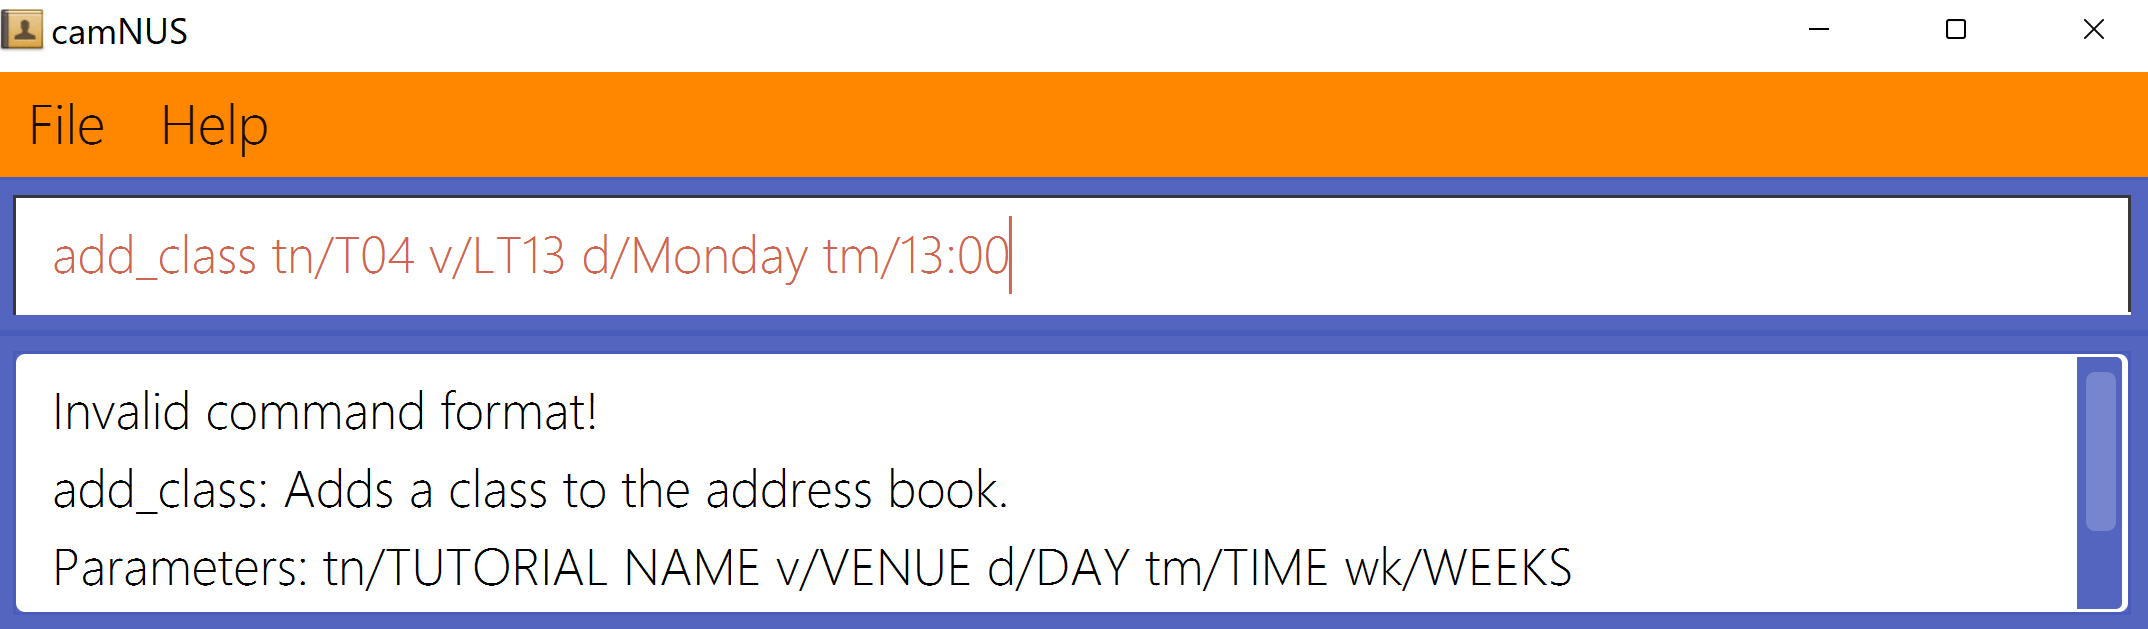 camNUS
File Help
add_class tn/T04 v/LT13 d/Monday tm/13:00
Invalid command format!
add_class: Adds a class to the address book.
Parameters: tn/TUTORIAL NAME v/VENUE d/DAY tm/TIME wk/WEEKS